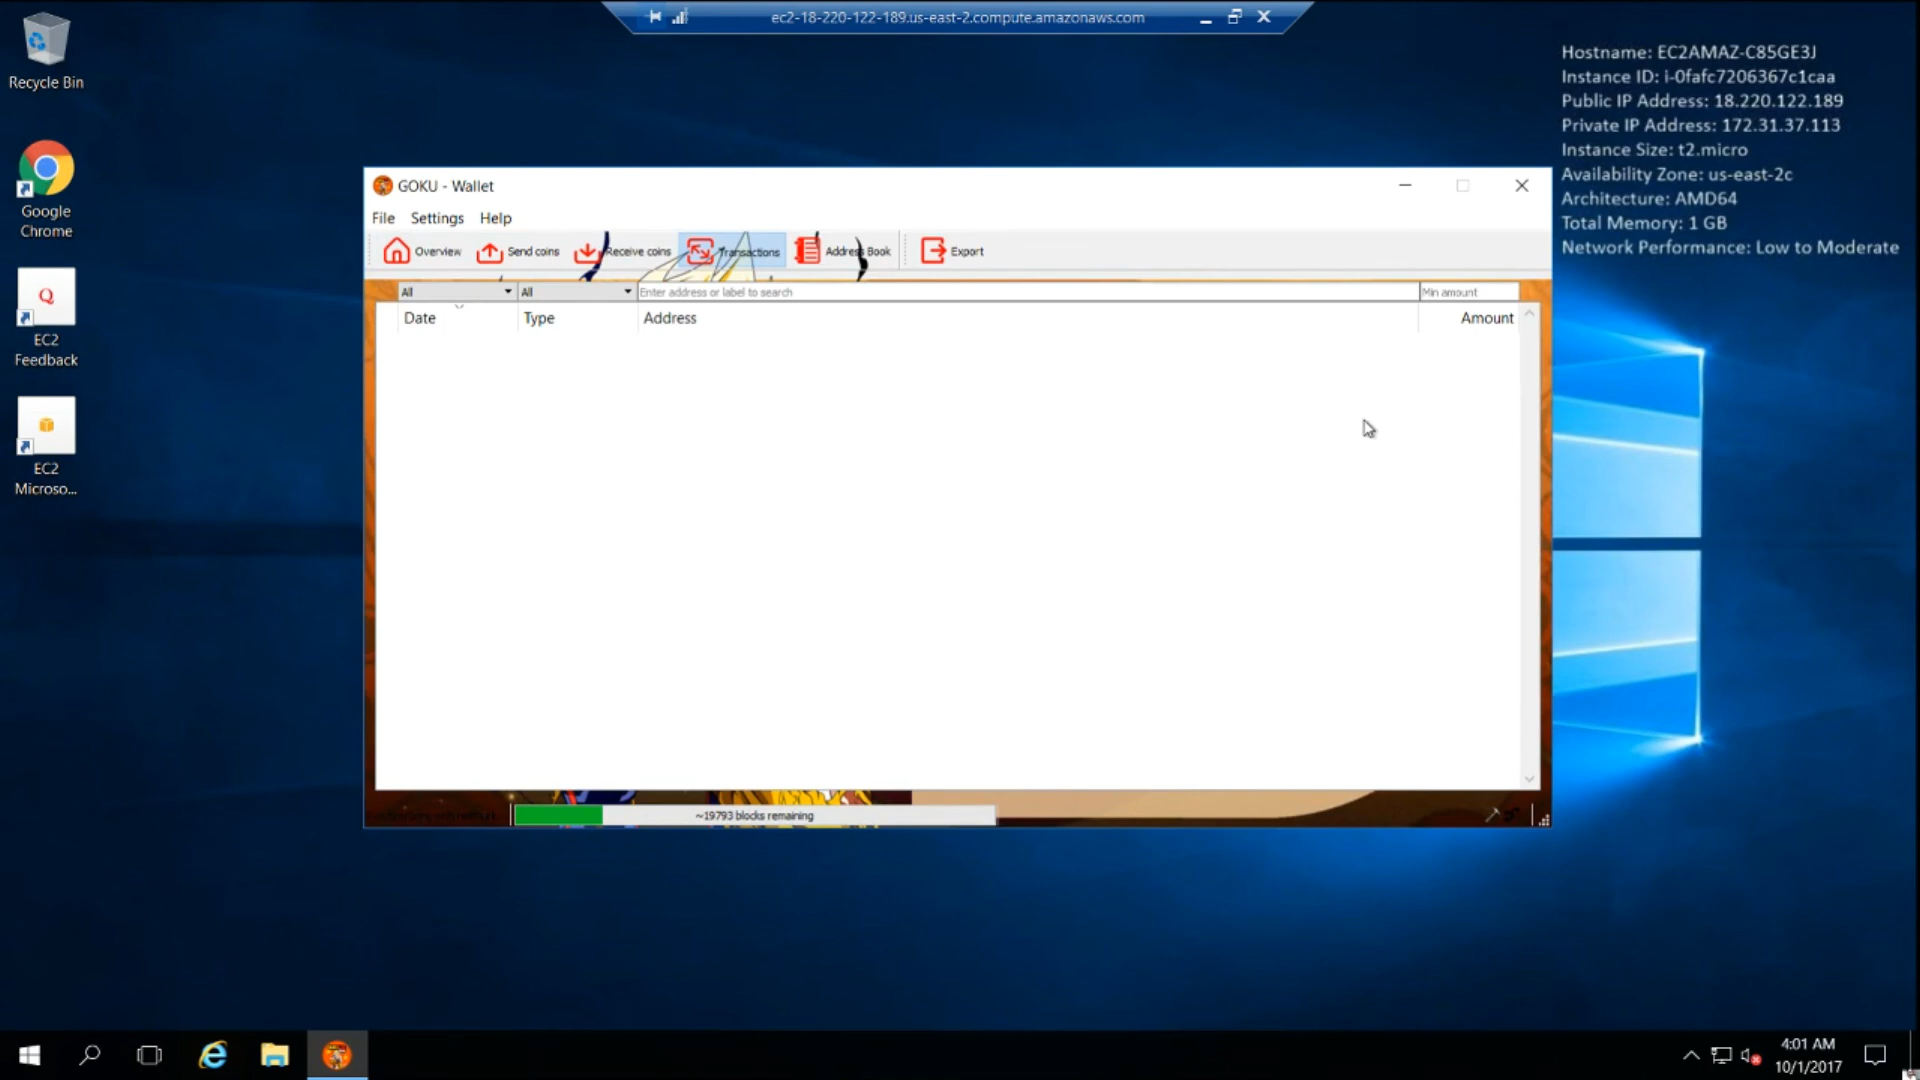 ec2-18-220-122-189.us-east-2.compute.amazonaws.com
Recycle Bin
Google
Chrome
EC2
Feedback
EC2
Microso...
Hostname: EC2AMAZ-C85GE3J
Instance ID: i-0fafc7206367c1caa
Public IP Address: 18.220.122.189
Private IP Address: 172.31.37.113
Instance Size: t2.micro
Availability Zone: us-east-2c
Architecture: AMD64
Total Memory: 1 GB
Network Performance: Low to Moderate
GOKU - Wallet
File Settings Help
Overview Send coins Receive coins Transactions Address Book Export
All All Enter address or label to search Min amount
Date Type Address Amount
~19793 blocks remaining
4:01 AM
10/1/2017